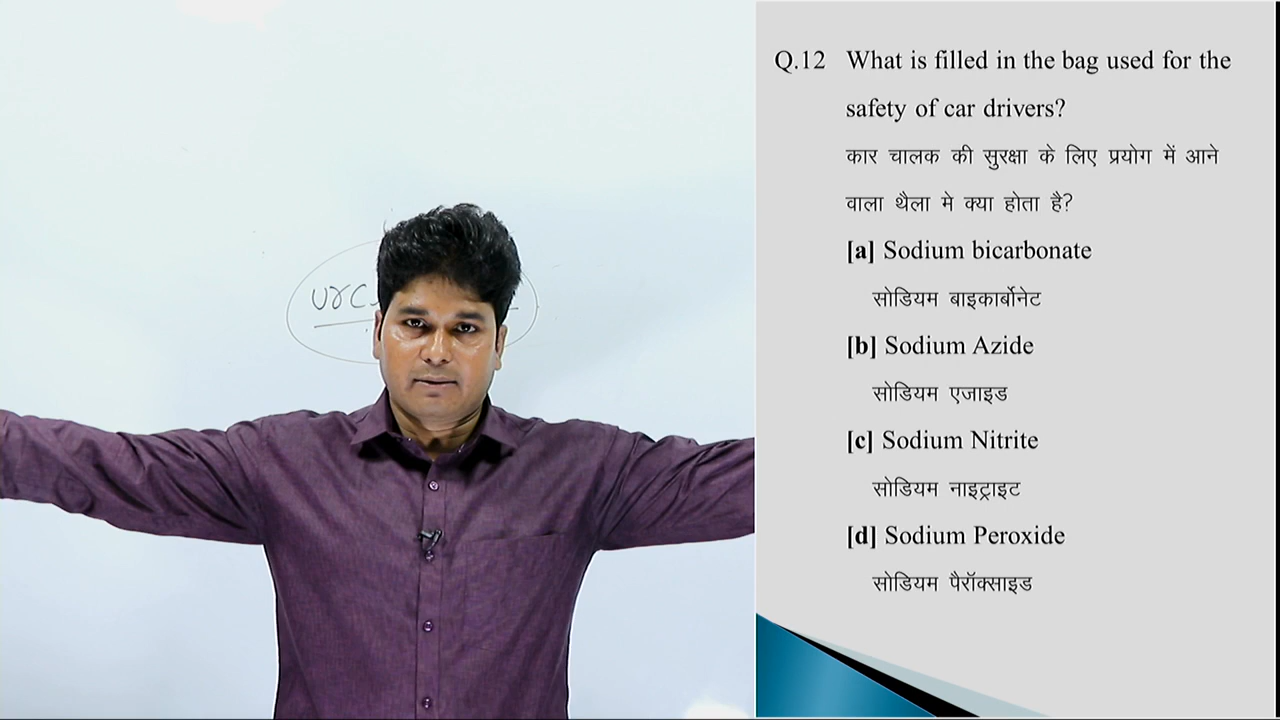 Q.12 What is filled in the bag used for the
safety of car drivers?
कार चालक की सुरक्षा के लिए प्रयोग में आने
वाला थैला मे क्या होता है?
[a] Sodium bicarbonate
सोडियम बाइकार्बोनेट
[b] Sodium Azide
सोडियम एजाइड
[c] Sodium Nitrite
सोडियम नाइट्राइट
[d] Sodium Peroxide
सोडियम पैरॉक्साइड